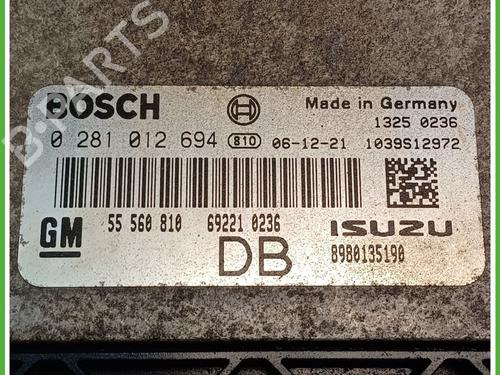 B-PARTS
BOSCH
Made in Germany
1325 0236
0 281 012 694 810 06-12-21 1039S12972
GM 55 560 810 69221 0236 ISUZU
DB 8980135190